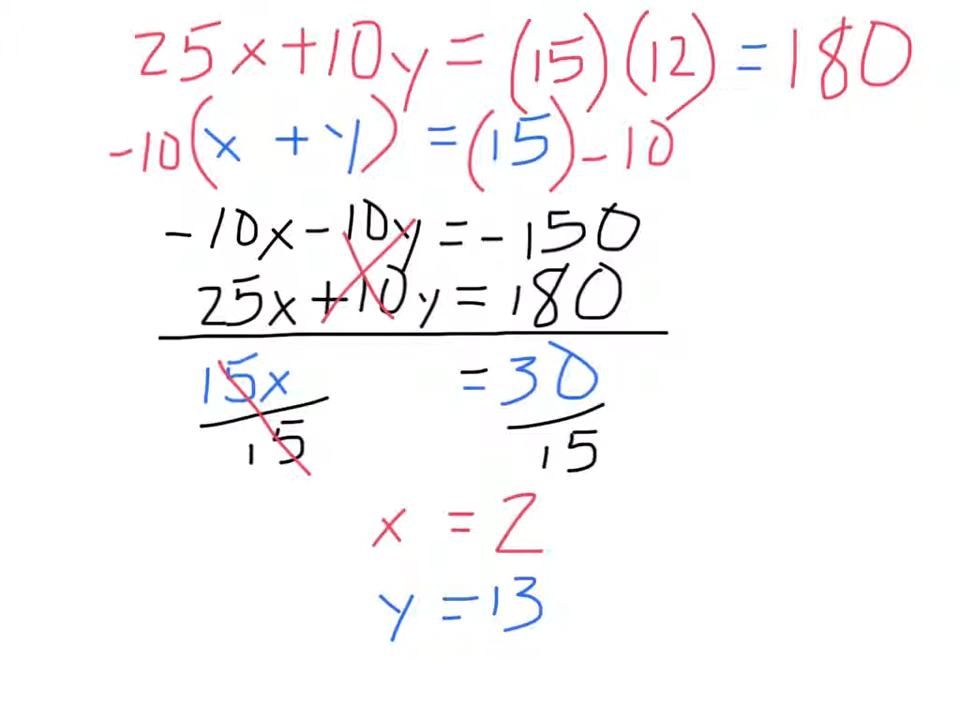 25x+10y=(15)(12)=180
-10(x+y)=(15)-10
-10x-10y=-150
25x+10y=180
15x=30
15 15
x=2
y=13